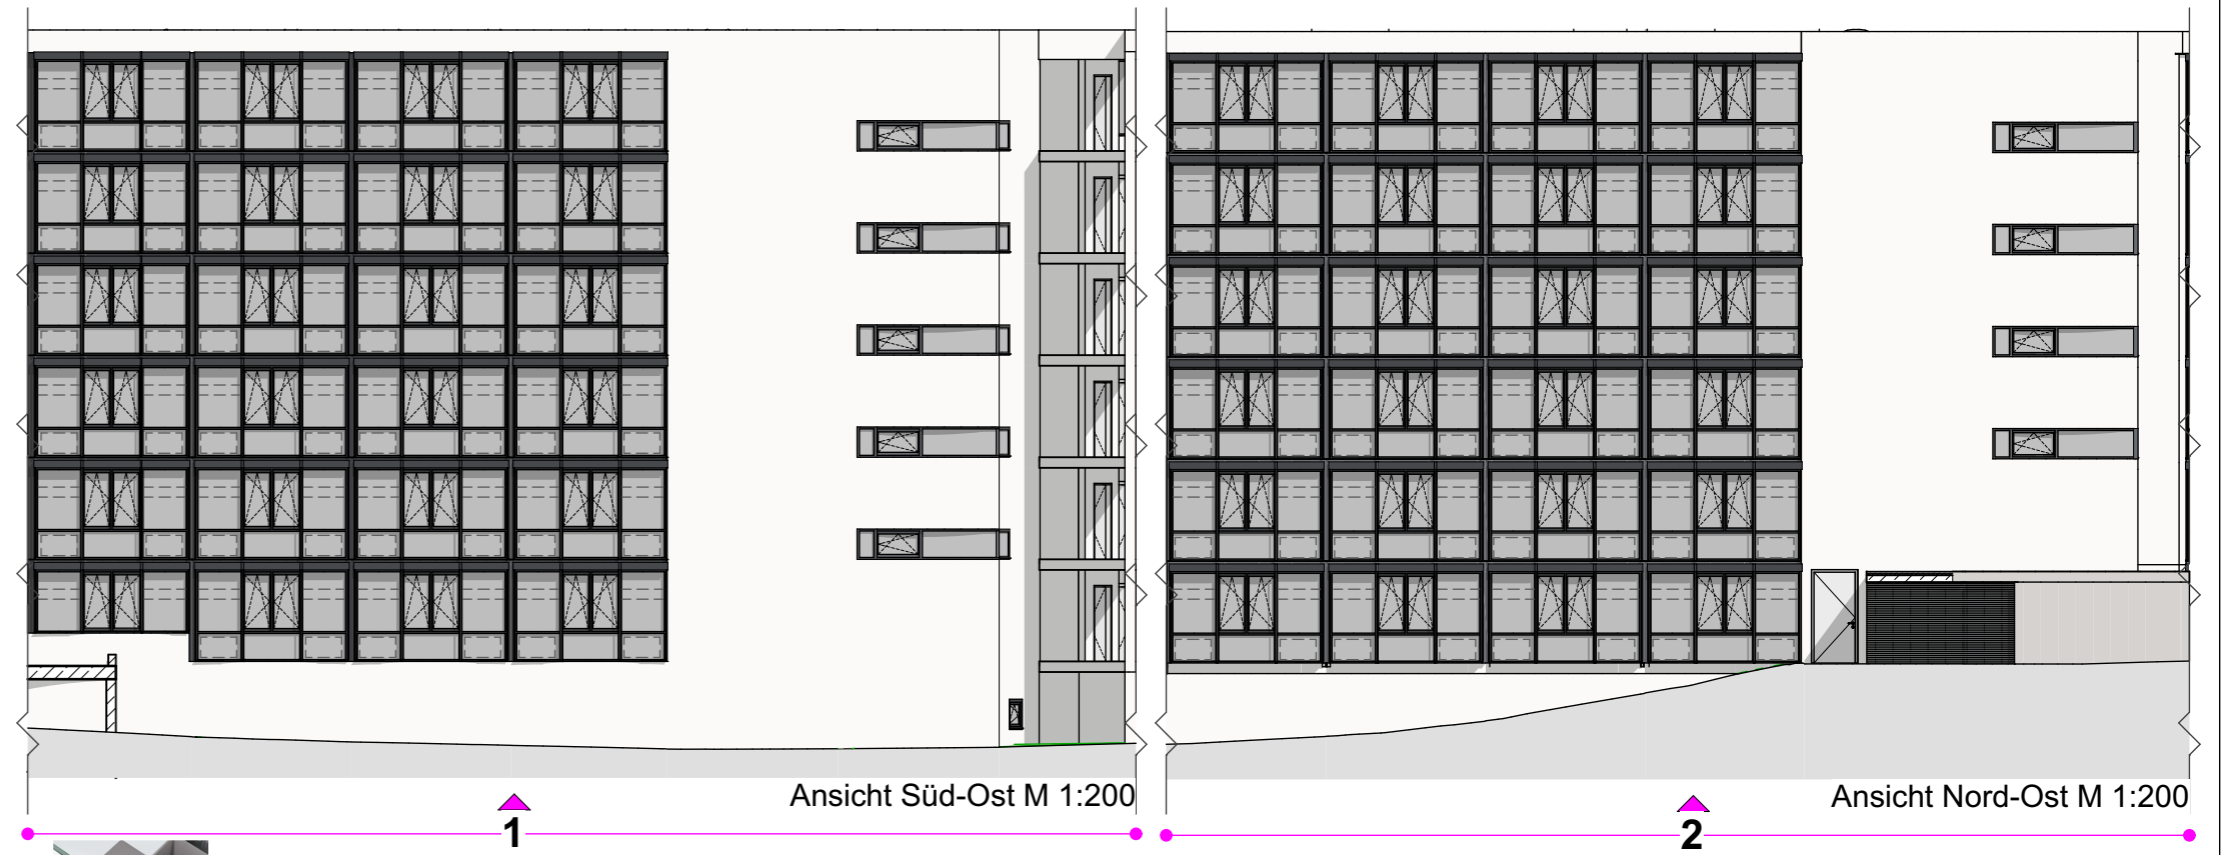 Ansicht Süd-Ost M 1:200
Ansicht Nord-Ost M 1:200
1
2